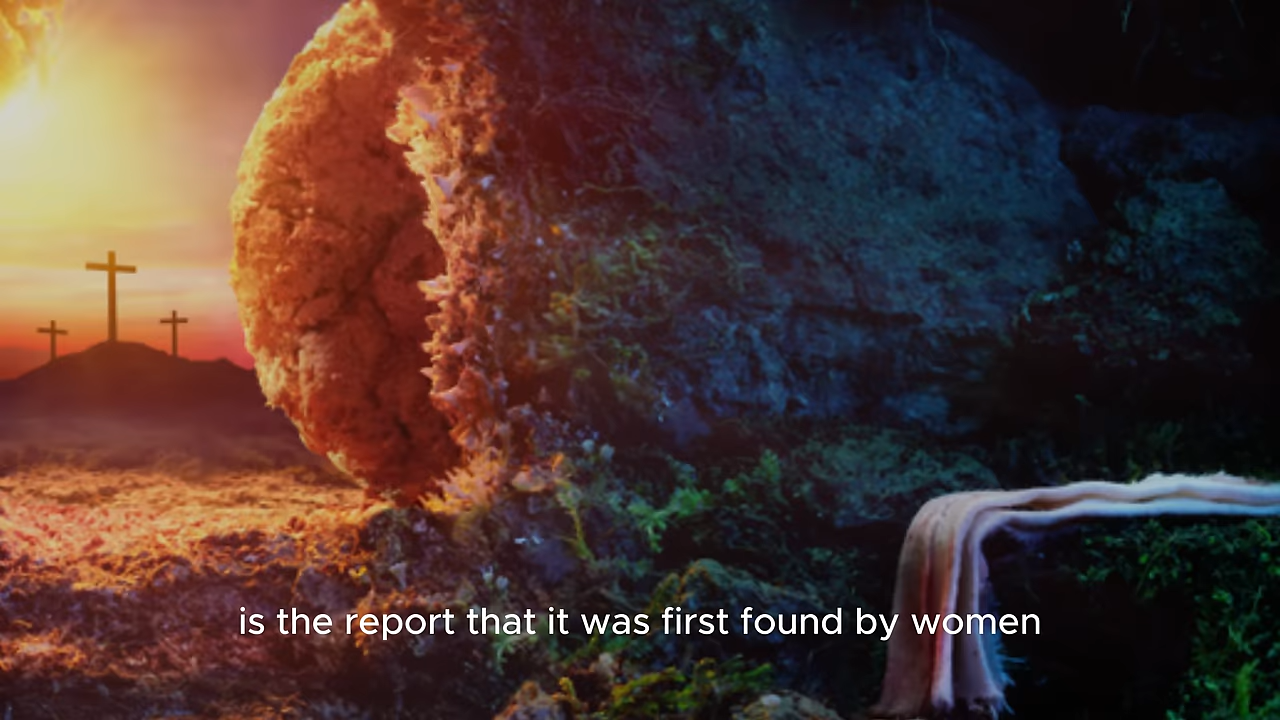 is the report that it was first found by women